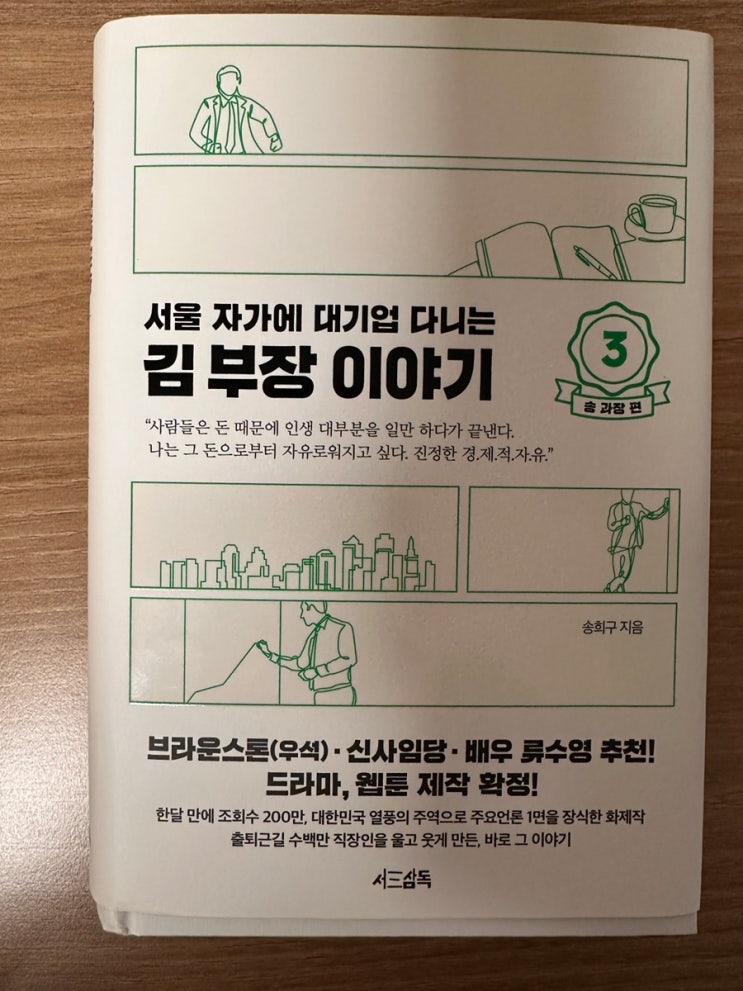 서울 자가에 대기업 다니는
김 부장 이야기
3
송 과장 편
“사람들은 돈 때문에 인생 대부분을 일만 하다가 끝낸다.
나는 그 돈으로부터 자유로워지고 싶다. 진정한 경.제.적.자.유.”
송희구 지음
브라운스톤(우석)·신사임당·배우 류수영 추천!
드라마, 웹툰 제작 확정!
한달 만에 조회수 200만, 대한민국 열풍의 주역으로 주요언론 1면을 장식한 화제작
출퇴근길 수백만 직장인을 울고 웃게 만든, 바로 그 이야기
서삼독